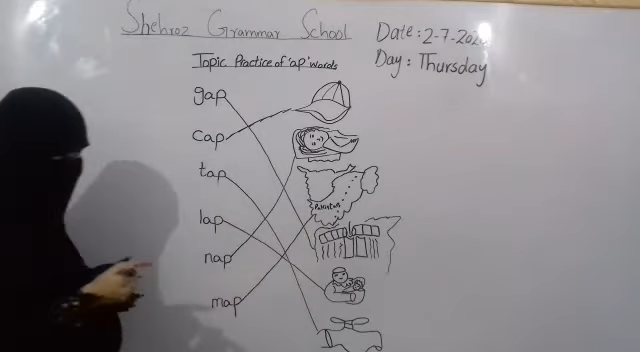 Shehroz Grammar School
Date: 2-7-202
Day: Thursday
Topic Practice of 'ap' words
gap
cap
tap
lap
nap
map
Pakistan